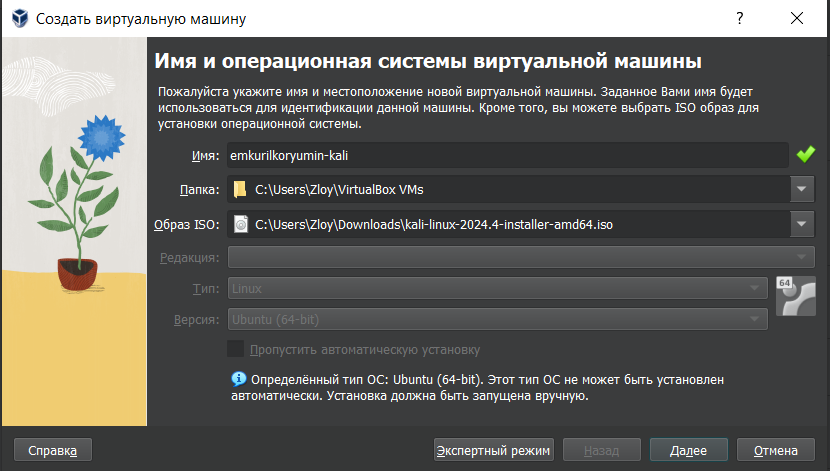 Создать виртуальную машину
?
Имя и операционная системы виртуальной машины
Пожалуйста укажите имя и местоположение новой виртуальной машины. Заданное Вами имя будет
использоваться для идентификации данной машины. Кроме того, вы можете выбрать ISO образ для
установки операционной системы.
Имя: emkurilkoryumin-kali
Папка: C:\Users\Zloy\VirtualBox VMs
Образ ISO: C:\Users\Zloy\Downloads\kali-linux-2024.4-installer-amd64.iso
Редакция:
Тип: Linux
64
Версия: Ubuntu (64-bit)
Пропустить автоматическую установку
Определённый тип ОС: Ubuntu (64-bit). Этот тип ОС не может быть установлен
автоматически. Установка должна быть запущена вручную.
Справка Экспертный режим Назад Далее Отмена